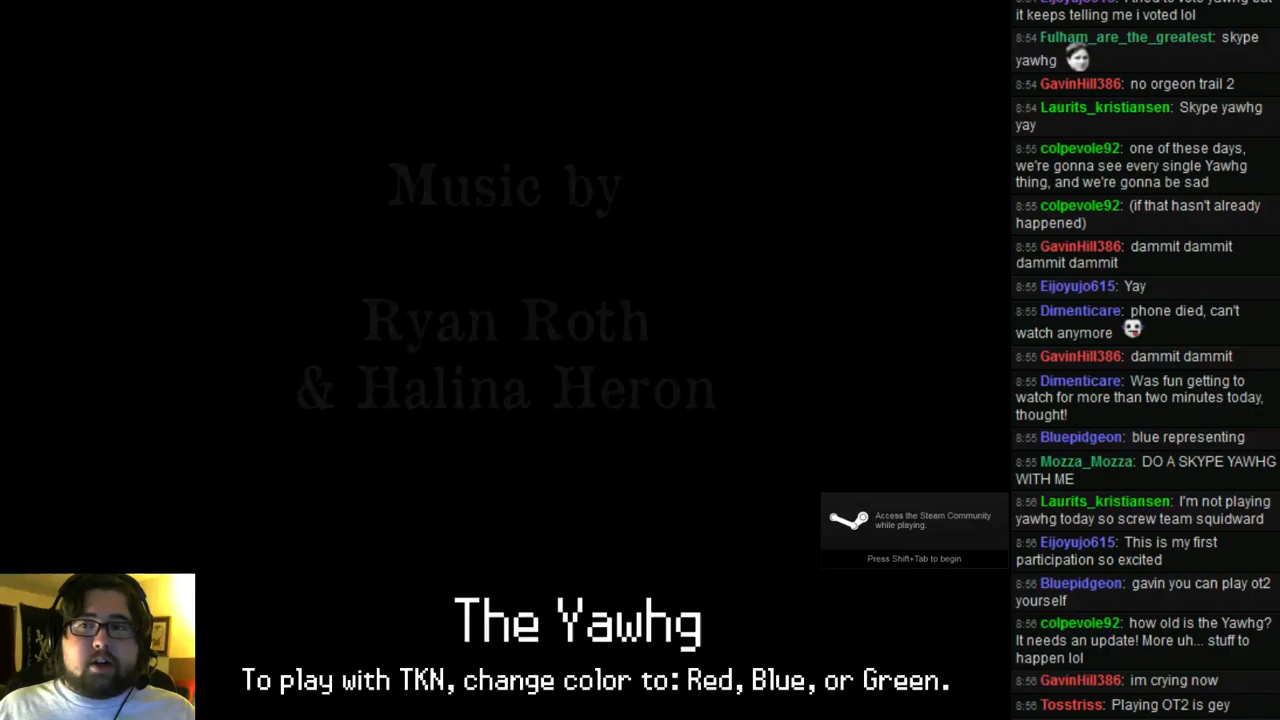 Music by
Ryan Roth
& Halina Heron
Access the Steam Community
while playing.
Press Shift+Tab to begin
The Yawhg
To play with TKN, change color to: Red, Blue, or Green.
it keeps telling me i voted lol
8:54 Fulham_are_the_greatest: skype
yawhg
8:54 GavinHill386: no orgeon trail 2
8:54 Laurits_kristiansen: Skype yawhg
yay
8:55 colpevole92: one of these days,
we're gonna see every single Yawhg
thing, and we're gonna be sad
8:55 colpevole92: (if that hasn't already
happened)
8:55 GavinHill386: dammit dammit
dammit dammit
8:55 Eijoyujo615: Yay
8:55 Dimenticare: phone died, can't
watch anymore
8:55 GavinHill386: dammit dammit
8:55 Dimenticare: Was fun getting to
watch for more than two minutes today,
thought!
8:55 Bluepidgeon: blue representing
8:55 Mozza_Mozza: DO A SKYPE YAWHG
WITH ME
8:56 Laurits_kristiansen: I'm not playing
yawhg today so screw team squidward
8:56 Eijoyujo615: This is my first
participation so excited
8:56 Bluepidgeon: gavin you can play ot2
yourself
8:56 colpevole92: how old is the Yawhg?
It needs an update! More uh... stuff to
happen lol
8:56 GavinHill386: im crying now
8:56 Tosstriss: Playing OT2 is gey